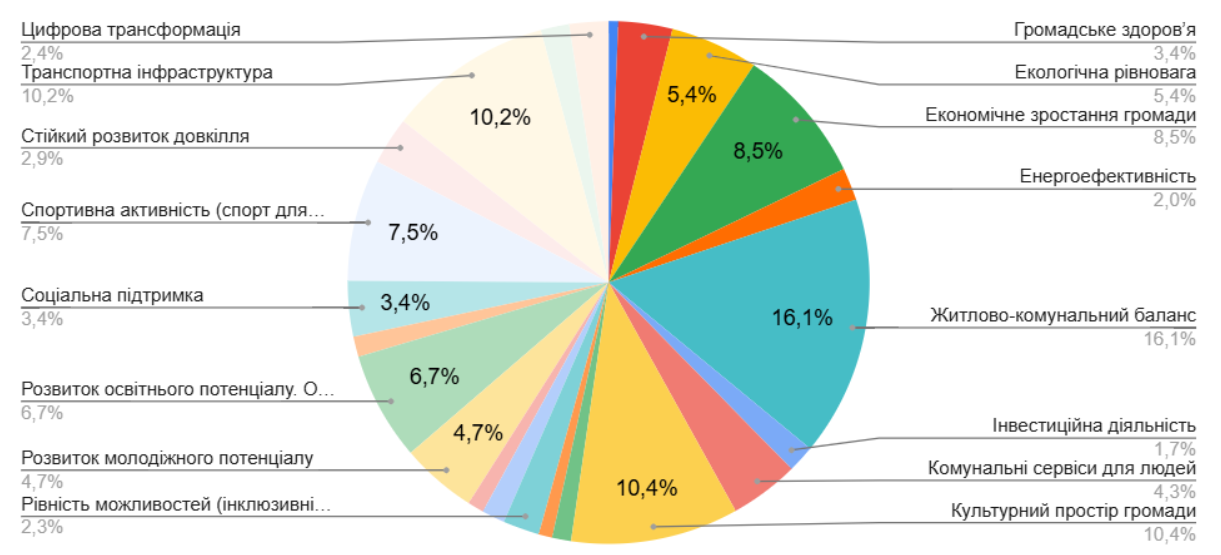 Цифрова трансформація
2,4%
Транспортна інфраструктура
10,2%
Стійкий розвиток довкілля
2,9%
Спортивна активність (спорт для…
7,5%
Соціальна підтримка
3,4%
Розвиток освітнього потенціалу. О…
6,7%
Розвиток молодіжного потенціалу
4,7%
Рівність можливостей (інклюзивні…
2,3%
10,2%
7,5%
3,4%
6,7%
4,7%
5,4%
8,5%
16,1%
10,4%
Громадське здоров’я
3,4%
Екологічна рівновага
5,4%
Економічне зростання громади
8,5%
Енергоефективність
2,0%
Житлово-комунальний баланс
16,1%
Інвестиційна діяльність
1,7%
Комунальні сервіси для людей
4,3%
Культурний простір громади
10,4%